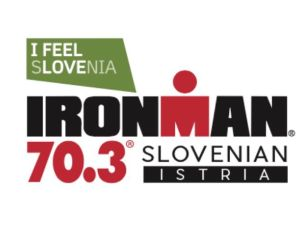 I FEEL
SLOVENIA
IRONMAN®
70.3® SLOVENIAN
ISTRIA